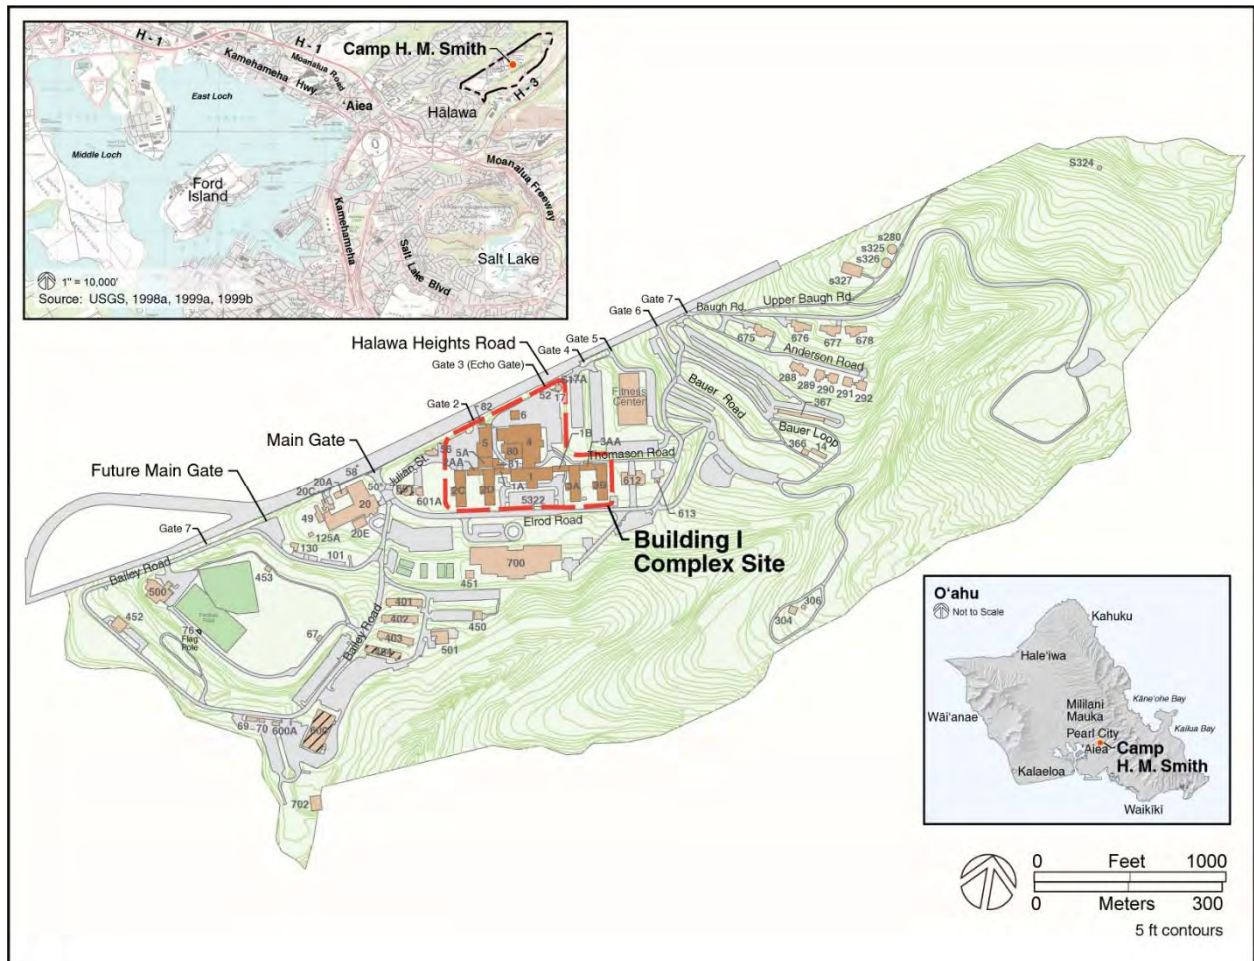 H - 1
H - 1
Camp H. M. Smith
Kamehameha Hwy.
Moanalua Road
H - 3
East Loch
'Aiea
Hālawa
Middle Loch
Ford
Island
Moanalua Freeway
Kamehameha
Salt Lake Blvd
Salt Lake
1" = 10,000'
Source: USGS, 1998a, 1999a, 1999b
S324
s280
s325
s326
s327
Gate 7
Baugh Rd.
Upper Baugh Rd.
Gate 6
675
676
677
678
Anderson Road
Gate 5
Halawa Heights Road
Gate 4
Gate 3 (Echo Gate)
288
289
290
291
292
367
Bauer Road
Bauer Loop
366
14
Fitness
Center
52
17
Gate 2
82
6
1B
3AA
Thomason Road
Main Gate
Julian St.
56
5
4
5A
80
81
2AA
1
1A
2C
2D
3A
3B
612
613
601A
5322
Elrod Road
Building I
Complex Site
Future Main Gate
58
50
20A
20C
20
49
20E
125A
130
101
Gate 7
Bailey Road
453
500
452
76
Flag
Pole
67
Bailey Road
700
451
401
402
403
450
501
306
304
69
70
600A
600
702
O'ahu
Not to Scale
Kahuku
Hale'iwa
Kāne'ohe Bay
Mililani
Mauka
Wāi'anae
Kailua Bay
Pearl City
'Aiea
Camp
H. M. Smith
Kalaeloa
Waikīkī
0 Feet 1000
0 Meters 300
5 ft contours